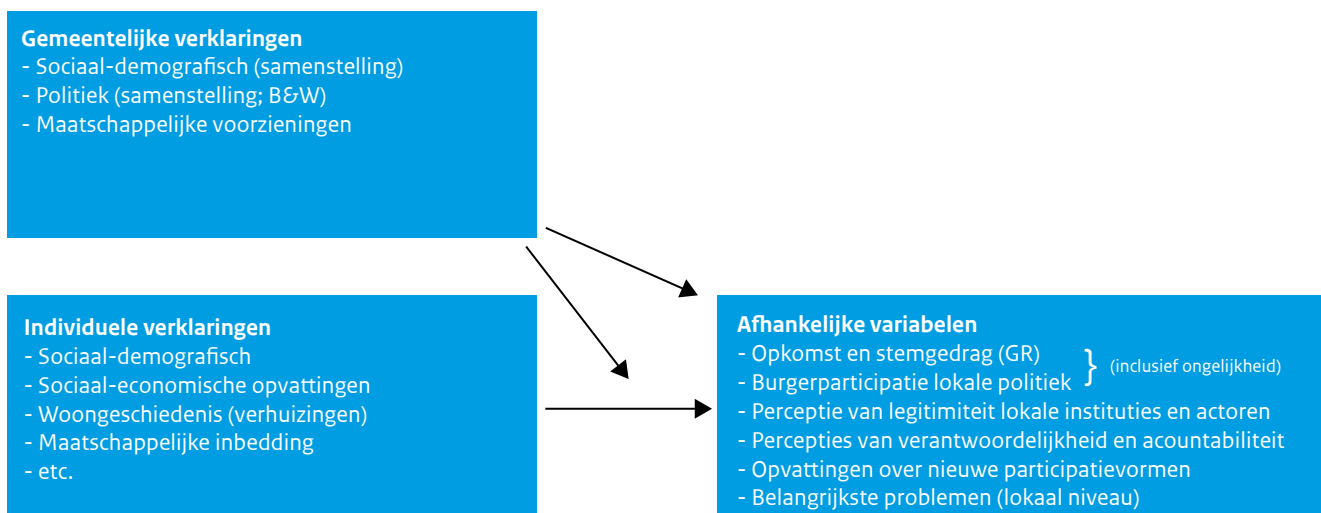 Gemeentelijke verklaringen
- Sociaal-demografisch (samenstelling)
- Politiek (samenstelling; B&W)
- Maatschappelijke voorzieningen
Individuele verklaringen
- Sociaal-demografisch
- Sociaal-economische opvattingen
- Woongeschiedenis (verhuizingen)
- Maatschappelijke inbedding
- etc.
Afhankelijke variabelen
- Opkomst en stemgedrag (GR)
- Burgerparticipatie lokale politiek
} (inclusief ongelijkheid)
- Perceptie van legitimiteit lokale instituties en actoren
- Percepties van verantwoordelijkheid en acountabiliteit
- Opvattingen over nieuwe participatievormen
- Belangrijkste problemen (lokaal niveau)